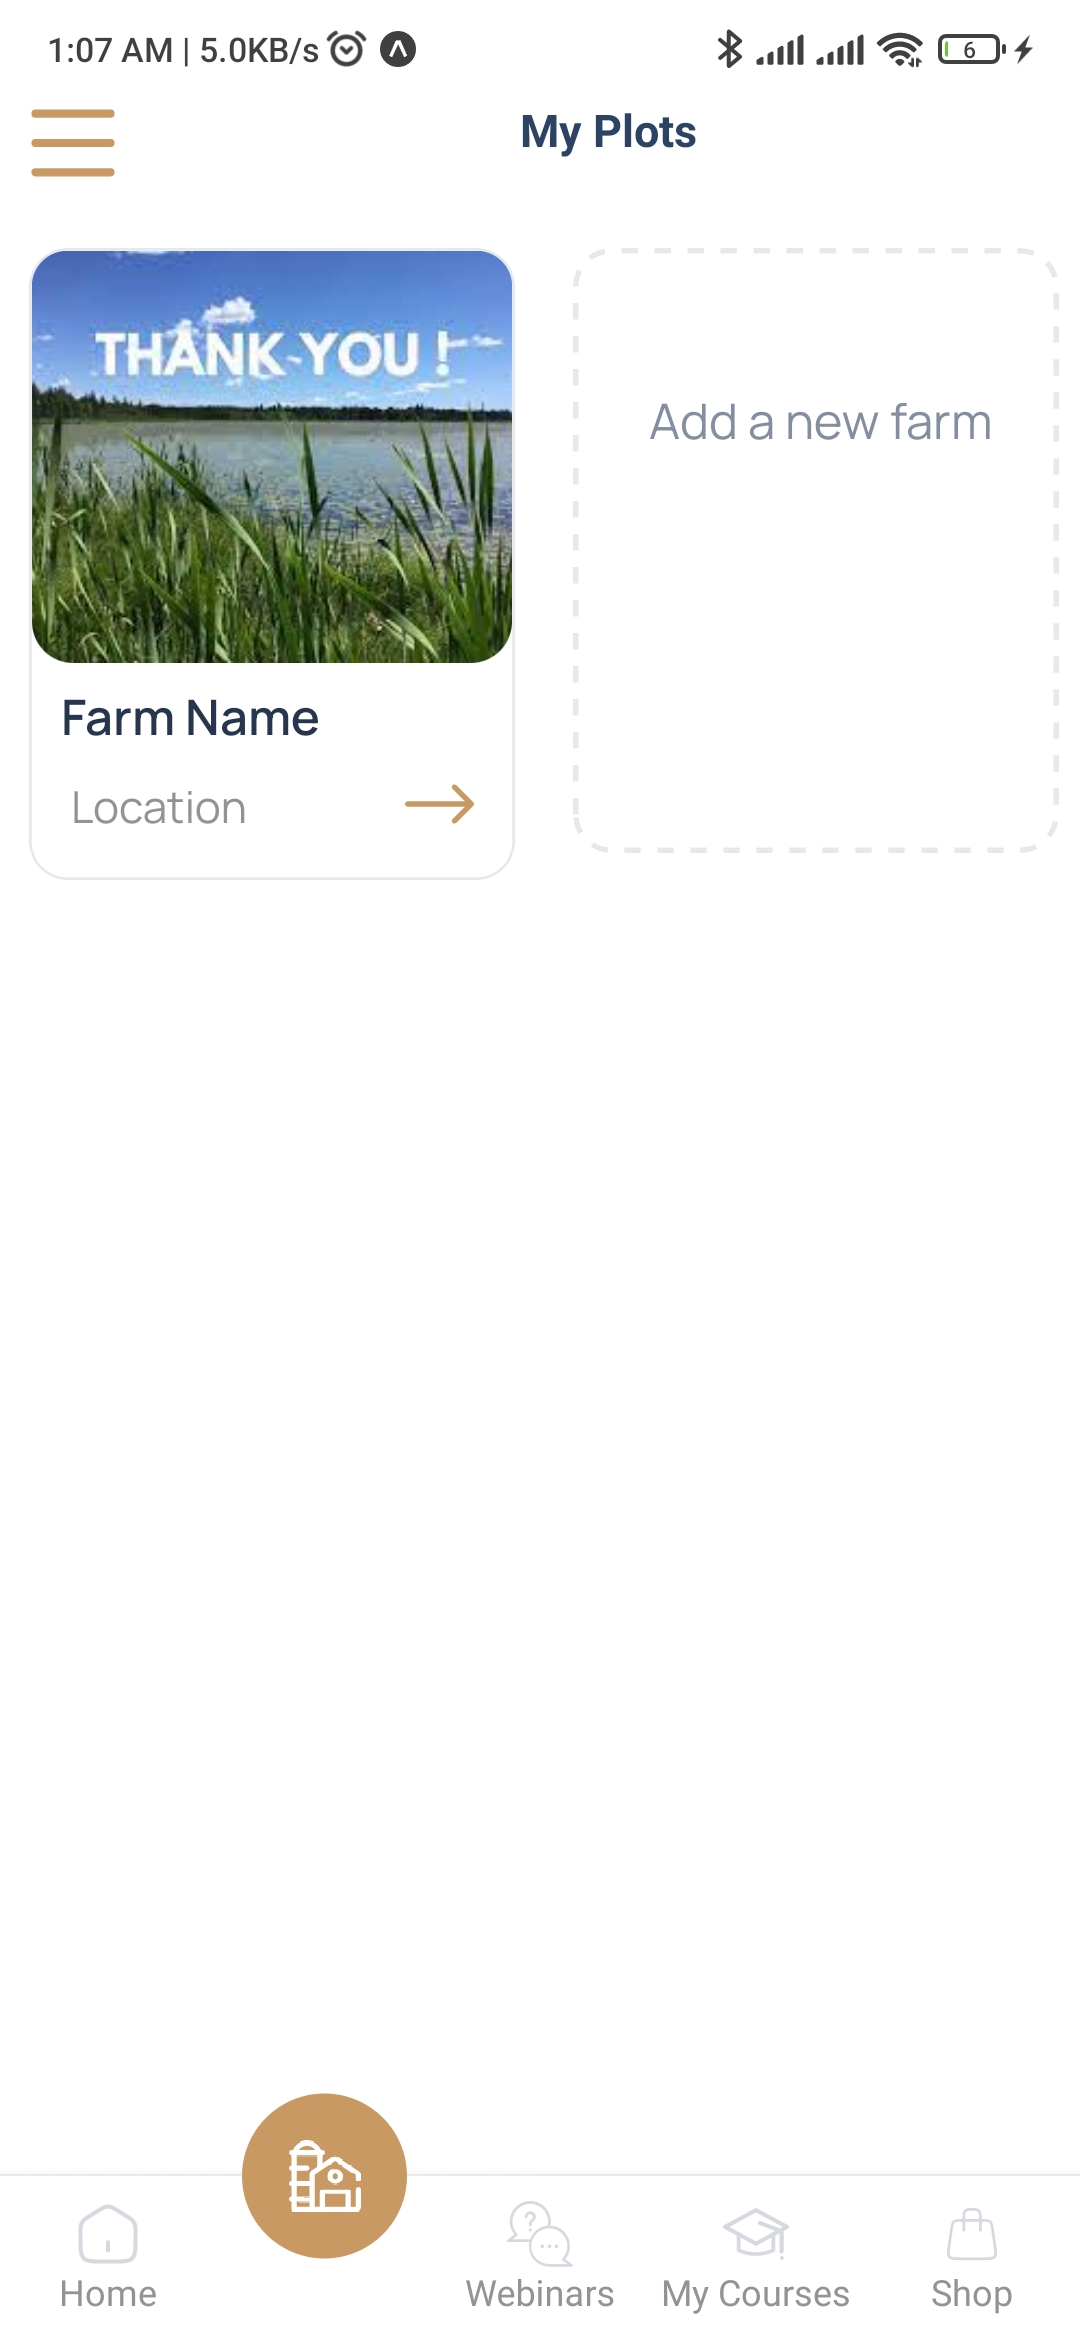 1:07 AM | 5.0KB/s
6
My Plots
THANK YOU !
Add a new farm
Farm Name
Location
?
Home
Webinars
My Courses
Shop